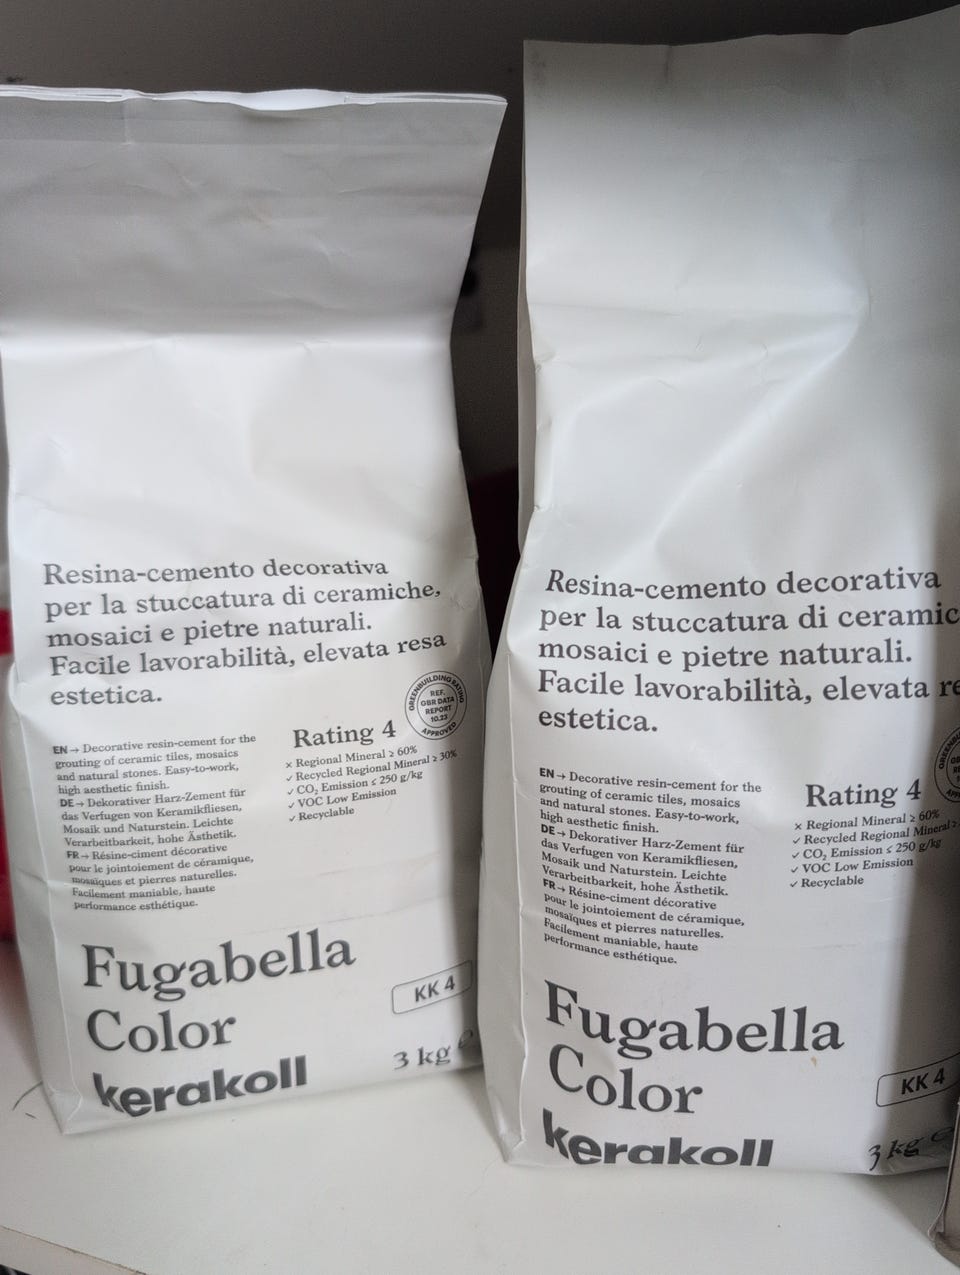 Resina-cemento decorativa
per la stuccatura di ceramiche,
mosaici e pietre naturali.
Facile lavorabilità, elevata resa
estetica.
EN → Decorative resin-cement for the
grouting of ceramic tiles, mosaics
and natural stones. Easy-to-work,
high aesthetic finish.
DE → Dekorativer Harz-Zement für
das Verfugen von Keramikfliesen,
Mosaik und Naturstein. Leichte
Verarbeitbarkeit, hohe Ästhetik.
FR → Résine-ciment décorative
pour le jointoiement de céramique,
mosaïques et pierres naturelles.
Facilement maniable, haute
performance esthétique.
Rating 4
× Regional Mineral ≥ 60%
✓ Recycled Regional Mineral ≥ 30%
✓ CO₂ Emission ≤ 250 g/kg
✓ VOC Low Emission
✓ Recyclable
GREENBUILDING RATING
REF.
GBR DATA
REPORT
10.23
APPROVED
Fugabella
Color
KK 4
kerakoll
3 kg e
Resina-cemento decorativa
per la stuccatura di ceramic
mosaici e pietre naturali.
Facile lavorabilità, elevata re
estetica.
EN → Decorative resin-cement for the
grouting of ceramic tiles, mosaics
and natural stones. Easy-to-work,
high aesthetic finish.
DE → Dekorativer Harz-Zement für
das Verfugen von Keramikfliesen,
Mosaik und Naturstein. Leichte
Verarbeitbarkeit, hohe Ästhetik.
FR → Résine-ciment décorative
pour le jointoiement de céramique,
mosaïques et pierres naturelles.
Facilement maniable, haute
performance esthétique.
Rating 4
× Regional Mineral ≥ 60%
✓ Recycled Regional Mineral ≥
✓ CO₂ Emission ≤ 250 g/kg
✓ VOC Low Emission
✓ Recyclable
Fugabella
Color
KK 4
kerakoll
3 kg e